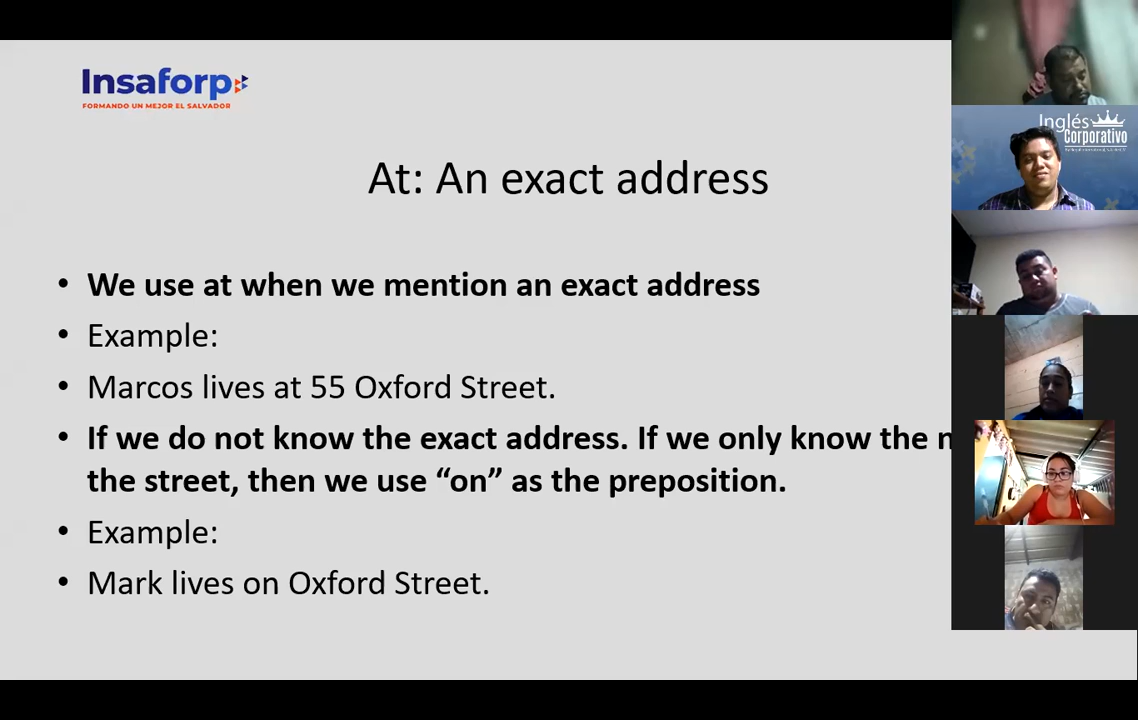 Insaforp
FORMANDO UN MEJOR EL SALVADOR
Inglés
Corporativo
At: An exact address
• We use at when we mention an exact address
• Example:
• Marcos lives at 55 Oxford Street.
• If we do not know the exact address. If we only know the
the street, then we use “on” as the preposition.
• Example:
• Mark lives on Oxford Street.